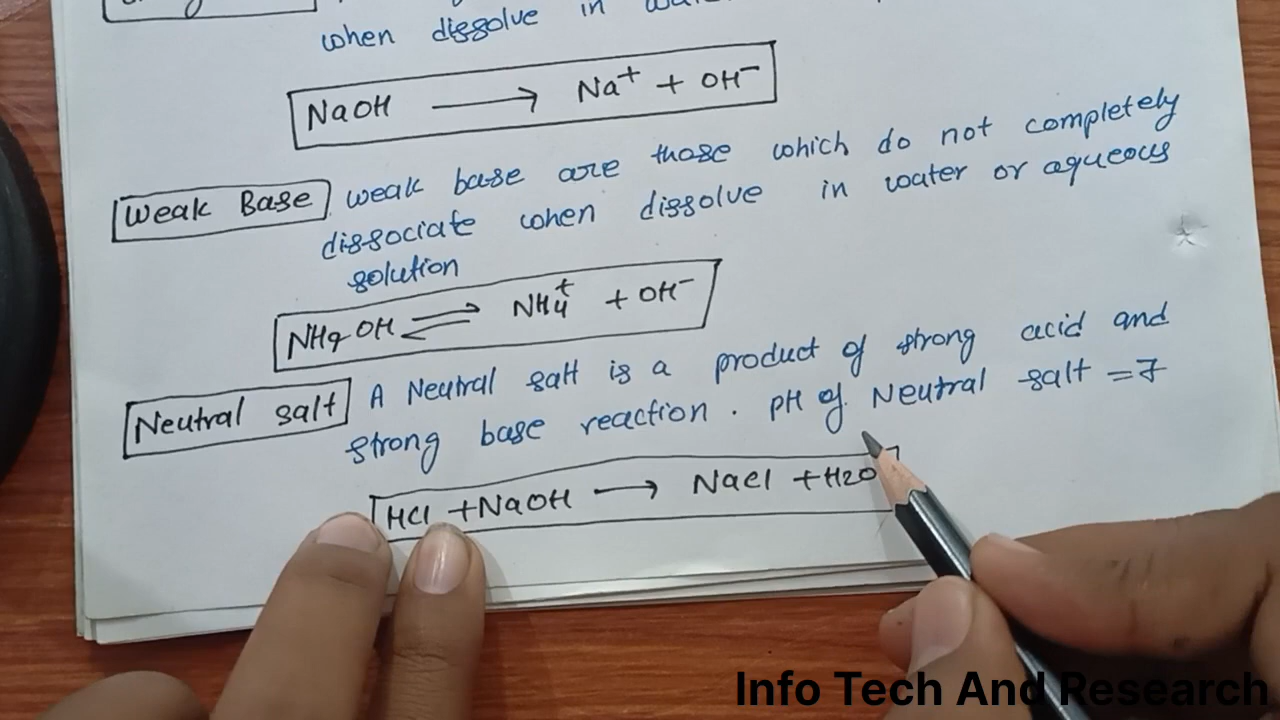 when dissolve in
NaOH ⟶ Na⁺ + OH⁻
Weak Base weak base are those which do not completely
dissociate when dissolve in water or aqueous
solution
NH4OH ⇌ NH4⁺ + OH⁻
Neutral salt A Neutral salt is a product of strong acid and
strong base reaction. pH of Neutral salt = 7
HCl + NaOH ⟶ NaCl + H2O
Info Tech And Research